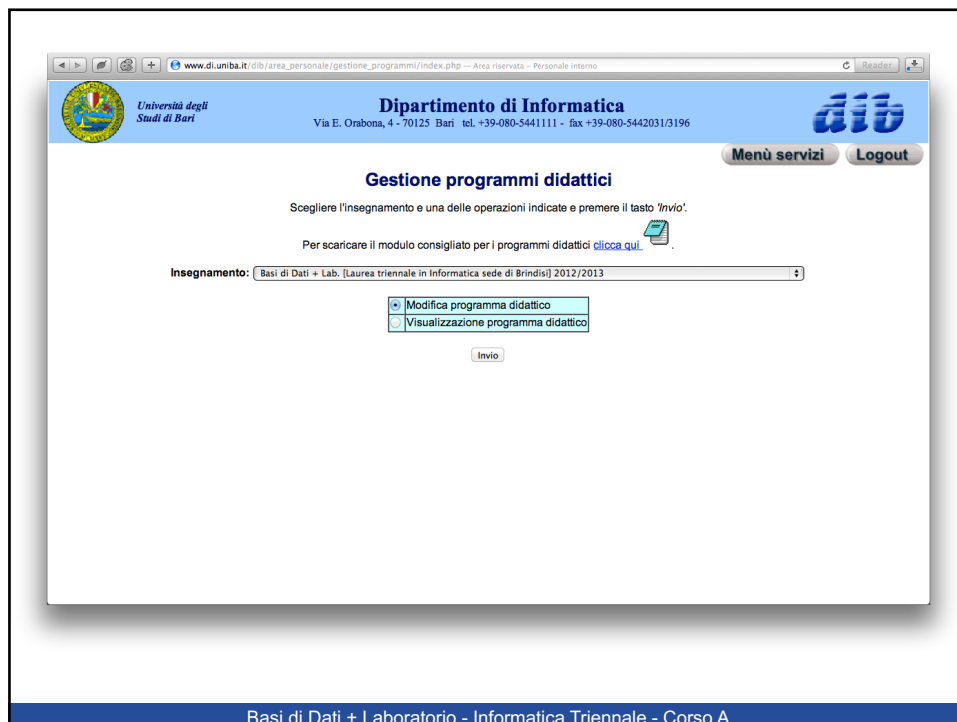 www.di.uniba.it/dib/area_personale/gestione_programmi/index.php — Area riservata – Personale interno
Reader
Università degli
Studi di Bari
Dipartimento di Informatica
Via E. Orabona, 4 - 70125 Bari tel. +39-080-5441111 - fax +39-080-5442031/3196
dib
Menù servizi
Logout
Gestione programmi didattici
Scegliere l'insegnamento e una delle operazioni indicate e premere il tasto 'Invio'.
Per scaricare il modulo consigliato per i programmi didattici clicca qui .
Insegnamento: Basi di Dati + Lab. [Laurea triennale in Informatica sede di Brindisi] 2012/2013
Modifica programma didattico
Visualizzazione programma didattico
Invio
Basi di Dati + Laboratorio - Informatica Triennale - Corso A